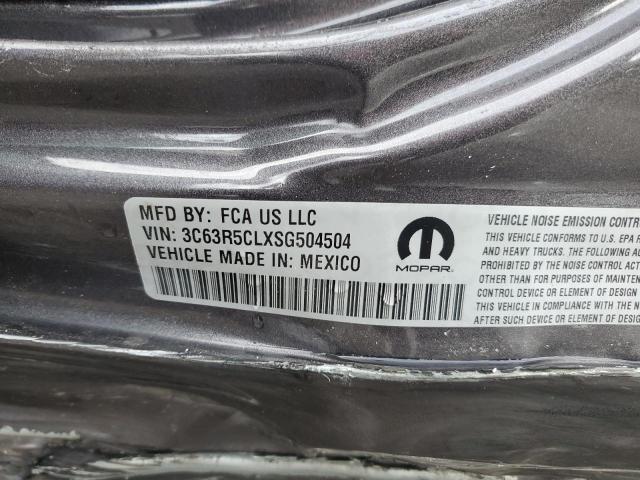 MFD BY: FCA US LLC
VIN: 3C63R5CLXSG504504
VEHICLE MADE IN: MEXICO
MOPAR
VEHICLE NOISE EMISSION CONTR
THIS VEHICLE CONFORMS TO U.S. EPA R
AND HEAVY TRUCKS. THE FOLLOWING AC
PROHIBITED BY THE NOISE CONTROL ACT
OTHER THAN FOR PURPOSES OF MAINTEN
CONTROL DEVICE OR ELEMENT OF DESIGN
THIS VEHICLE IN COMPLIANCE WITH THE N
AFTER SUCH DEVICE OR ELEMENT OF DESIGN